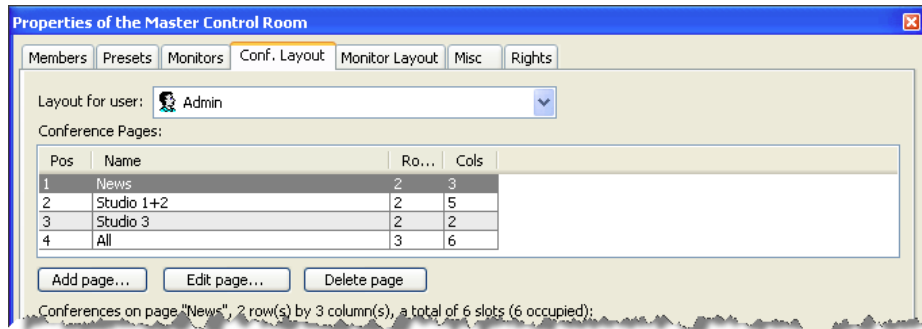 Properties of the Master Control Room
Members Presets Monitors Conf. Layout Monitor Layout Misc Rights
Layout for user: Admin
Conference Pages:
Pos Name Ro... Cols
1 News 2 3
2 Studio 1+2 2 5
3 Studio 3 2 2
4 All 3 6
Add page... Edit page... Delete page
Conferences on page "News", 2 row(s) by 3 column(s), a total of 6 slots (6 occupied):